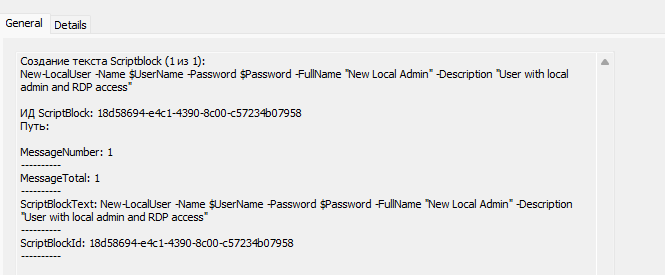 General
Details
Создание текста Scriptblock (1 из 1):
New-LocalUser -Name $UserName -Password $Password -FullName "New Local Admin" -Description "User with local
admin and RDP access"
ИД ScriptBlock: 18d58694-e4c1-4390-8c00-c57234b07958
Путь:
MessageNumber: 1
----------
MessageTotal: 1
----------
ScriptBlockText: New-LocalUser -Name $UserName -Password $Password -FullName "New Local Admin" -Description
"User with local admin and RDP access"
----------
ScriptBlockId: 18d58694-e4c1-4390-8c00-c57234b07958
----------